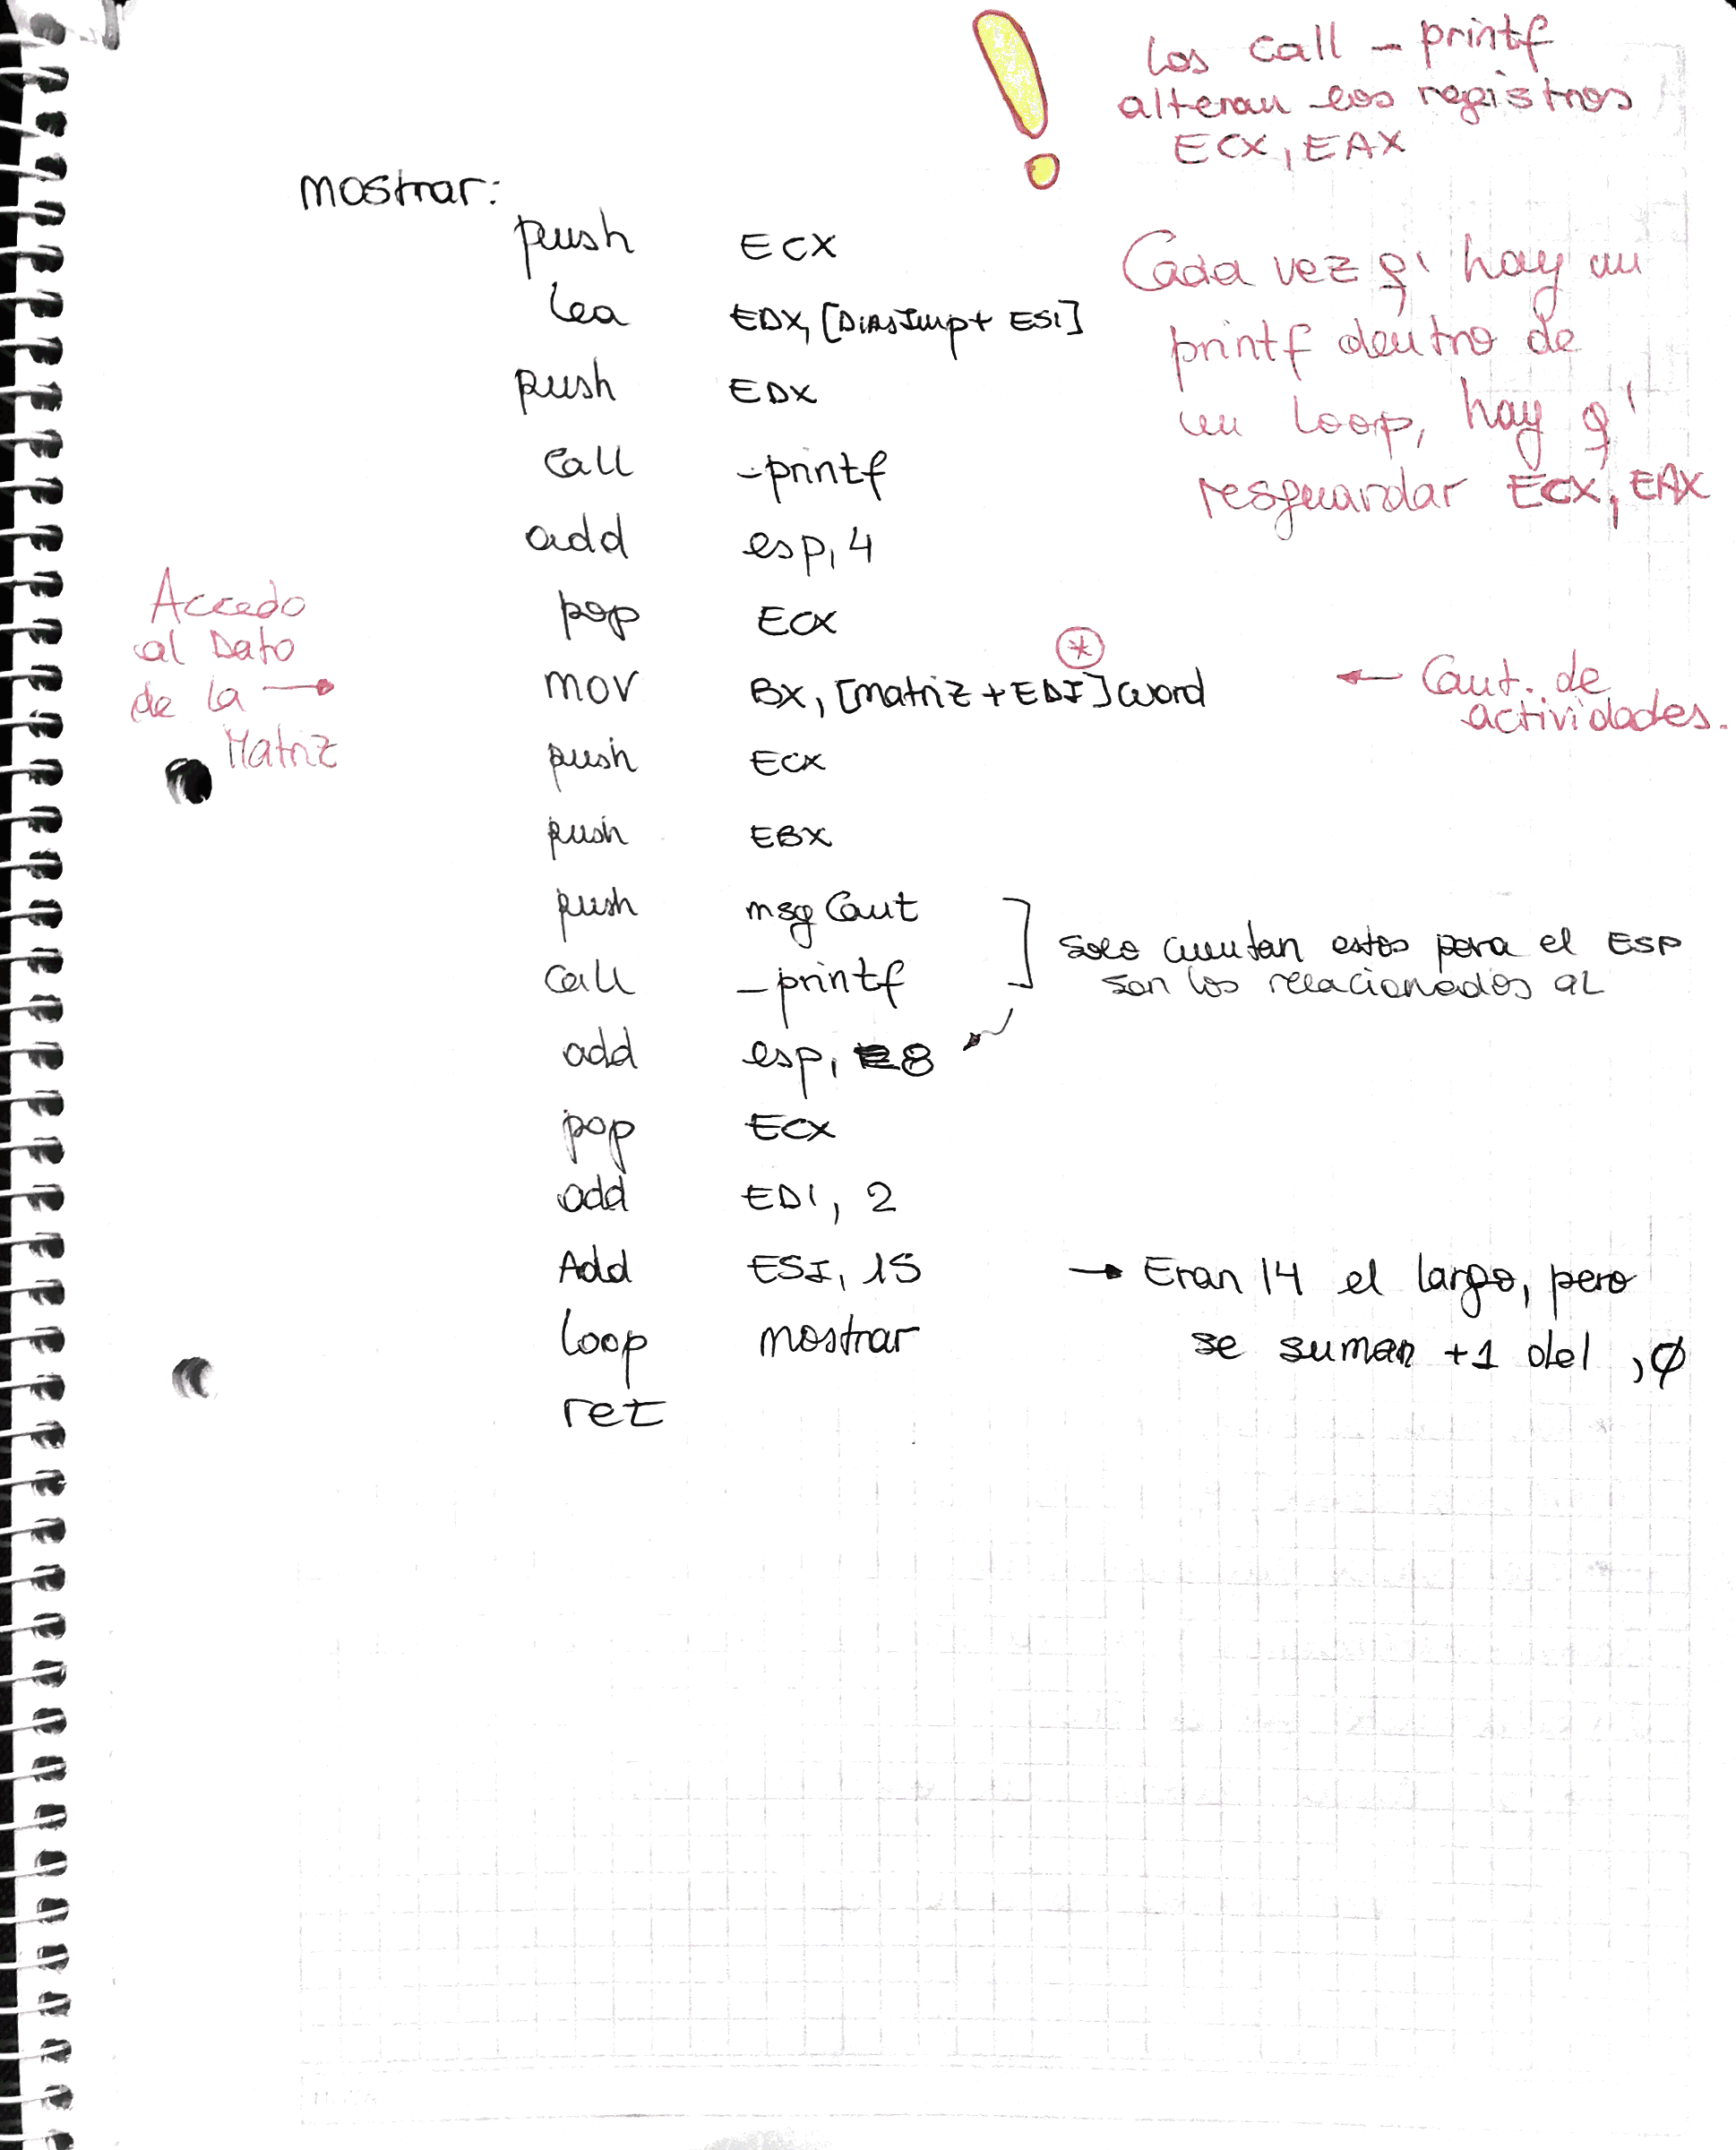 Los call _printf
alteran los registros
ECX, EAX
mostrar:
push ECX
Cada vez q' hay un
lea EDX, [DiasImp + ESI]
printf dentro de
push EDX
un loop, hay q'
call _printf
resguardar ECX, EAX
add esp, 4
Accedo
pop ECX
al Dato
*
de la → mov BX, [matriz + EDI] word ← Cant. de
actividades.
Matriz
push ECX
push EBX
push msgCant
solo cuentan estos para el ESP
call _printf
son los relacionados al
add esp, 8
pop ECX
add EDI, 2
Add ESI, 15 → Eran 14 el largo, pero
loop mostrar se suman +1 del ,0
ret